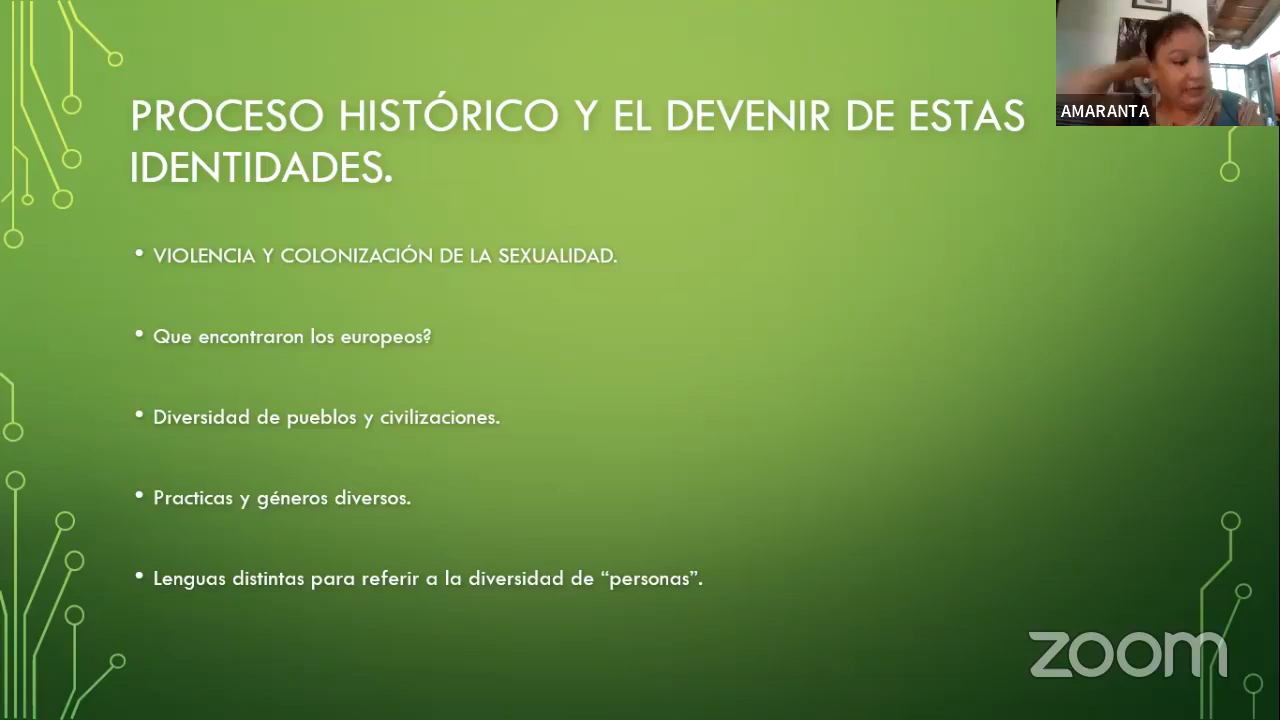 PROCESO HISTÓRICO Y EL DEVENIR DE ESTAS
IDENTIDADES.
AMARANTA
• VIOLENCIA Y COLONIZACIÓN DE LA SEXUALIDAD.
• Que encontraron los europeos?
• Diversidad de pueblos y civilizaciones.
• Practicas y géneros diversos.
• Lenguas distintas para referir a la diversidad de “personas”.
zoom